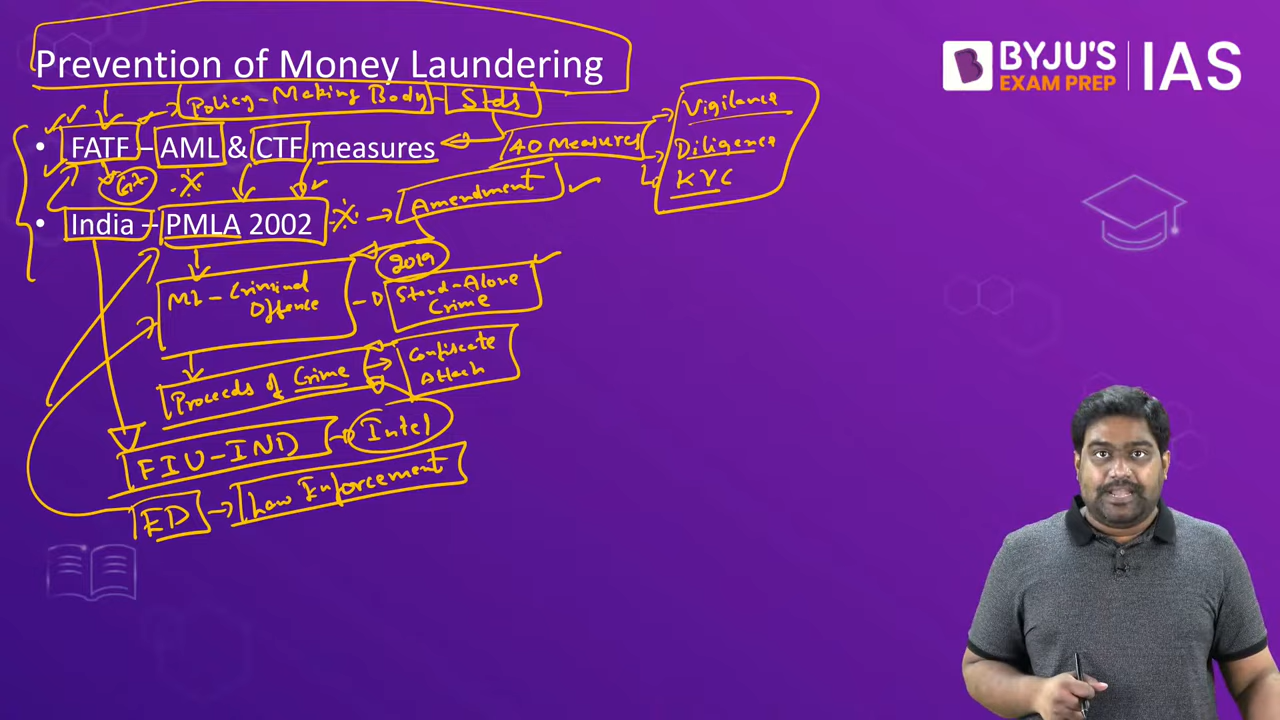 BYJU'S
EXAM PREP
IAS
Prevention of Money Laundering
Policy-Making Body - Stds
• FATF – AML & CTF measures
40 Measures
Vigilance
Diligence
KYC
G7
• India – PMLA 2002
Amendment
2019
ML - Criminal
Offence
Stand-Alone
Crime
Proceeds of Crime
Confiscate
Attach
FIU-IND
Intel
ED → Law Enforcement